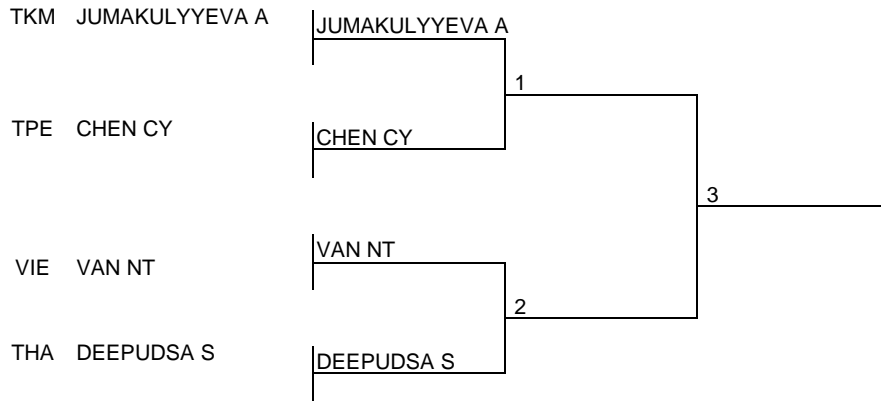 TKM JUMAKULYYEVA A
JUMAKULYYEVA A
1
TPE CHEN CY
CHEN CY
3
VIE VAN NT
VAN NT
2
THA DEEPUDSA S
DEEPUDSA S